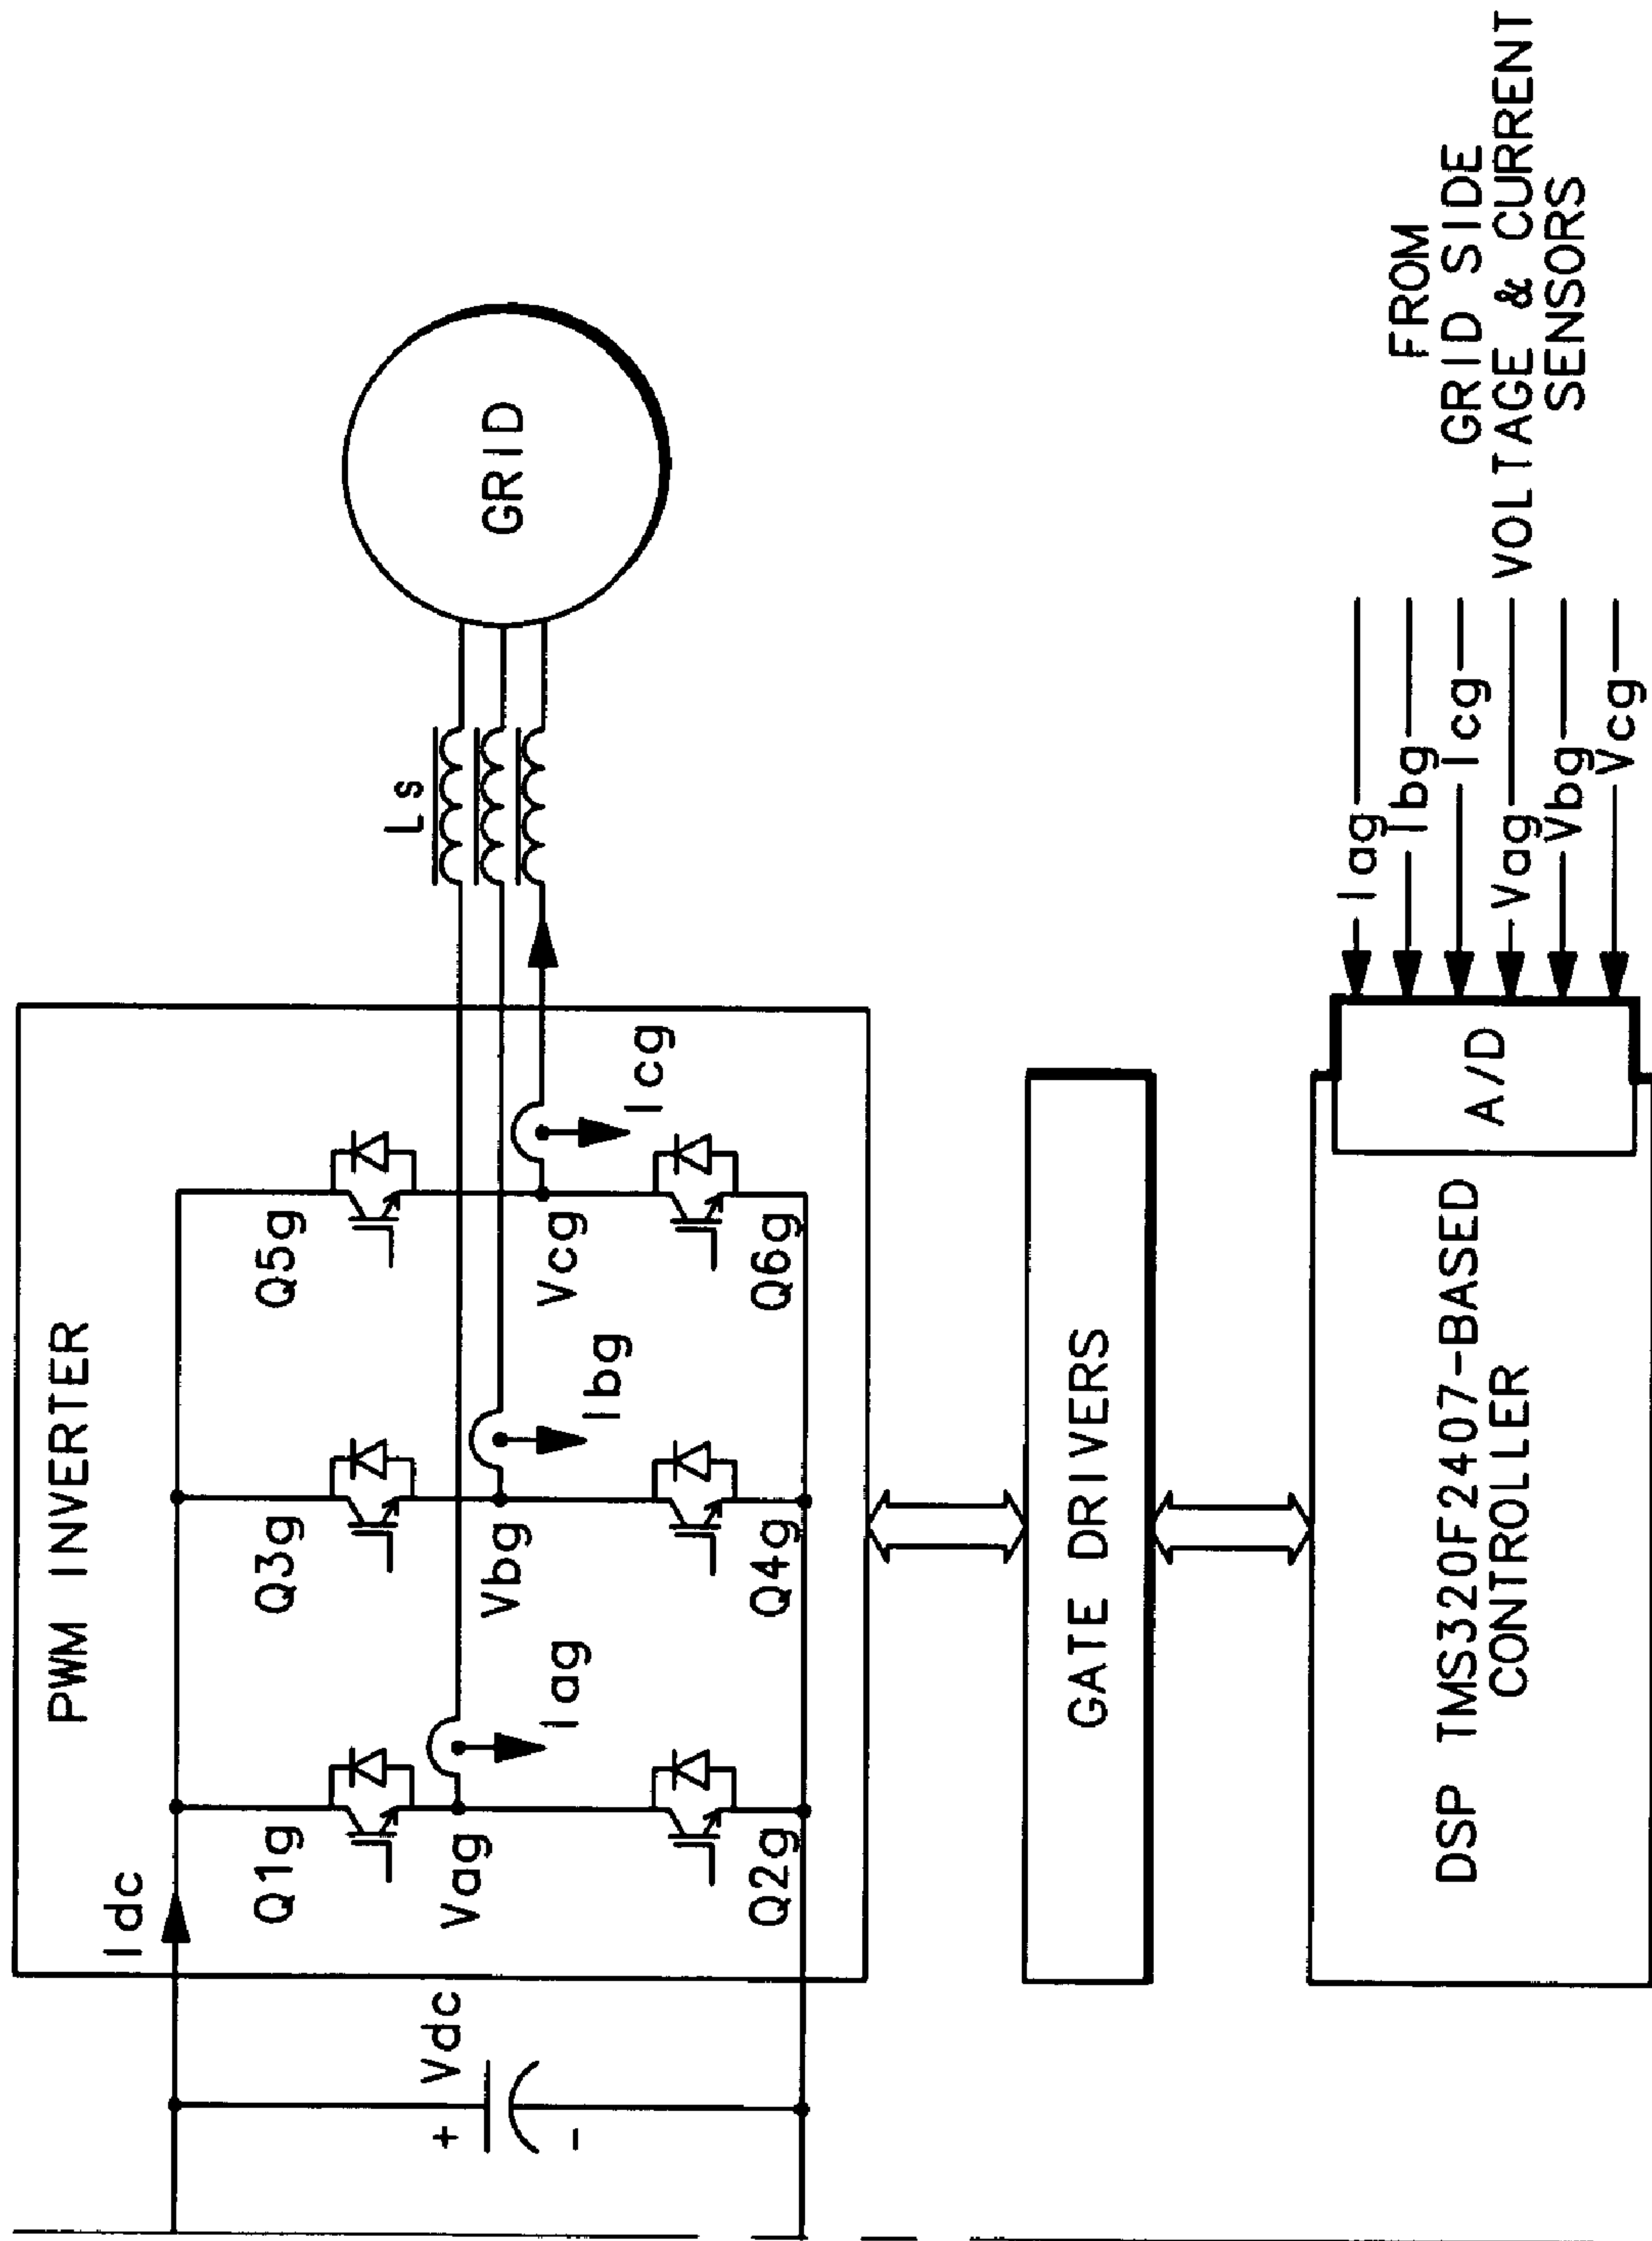 PWM INVERTER
Idc
Vdc
+
-
Q1g
Q3g
Q5g
Vag
Vbg
Vcg
Iag
Ibg
Icg
Q2g
Q4g
Q6g
Ls
GRID
GATE DRIVERS
DSP TMS320F2407-BASED
CONTROLLER
A/D
Iag
Ibg
Icg
Vag
Vbg
Vcg
FROM
GRID SIDE
VOLTAGE & CURRENT
SENSORS